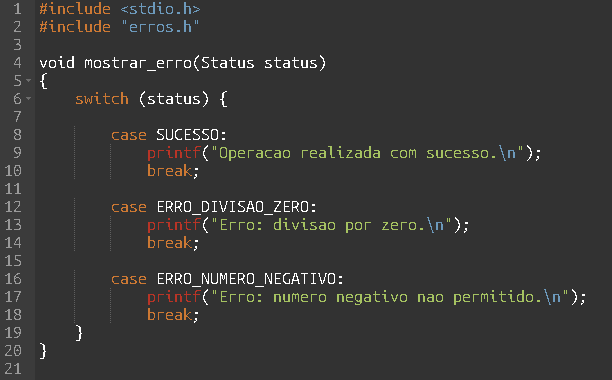 1 #include <stdio.h>
2 #include "erros.h"
3
4 void mostrar_erro(Status status)
5 {
6     switch (status) {
7
8         case SUCESSO:
9             printf("Operacao realizada com sucesso.\n");
10             break;
11
12         case ERRO_DIVISAO_ZERO:
13             printf("Erro: divisao por zero.\n");
14             break;
15
16         case ERRO_NUMERO_NEGATIVO:
17             printf("Erro: numero negativo nao permitido.\n");
18             break;
19     }
20 }
21